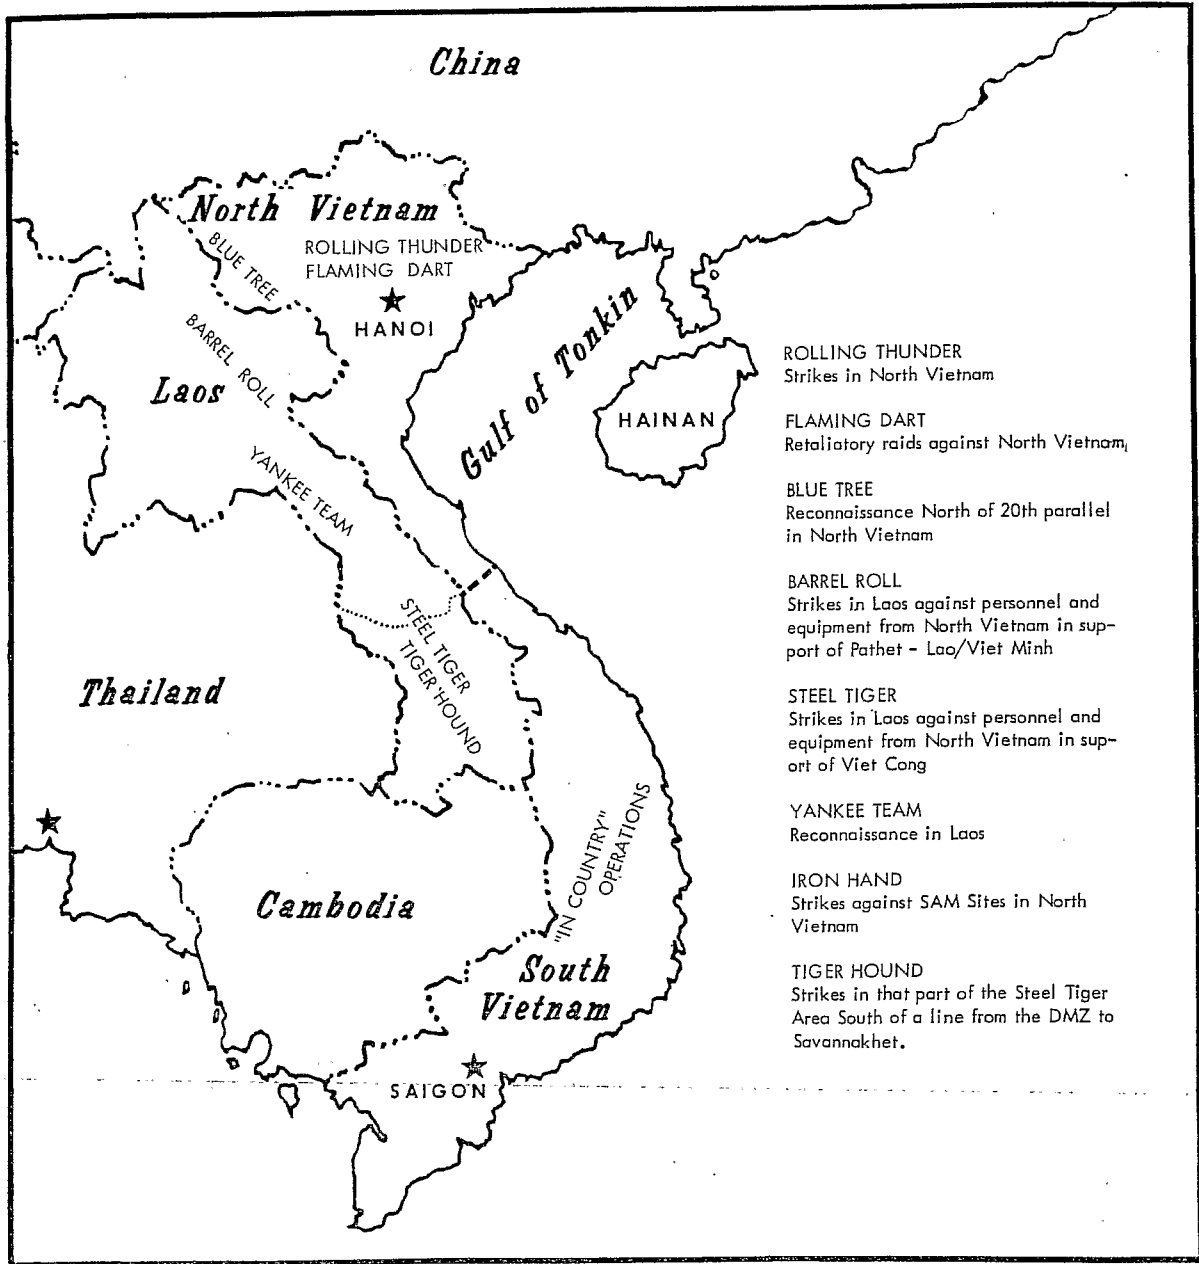 China
North Vietnam
BLUE TREE
ROLLING THUNDER
FLAMING DART
HANOI
BARREL ROLL
Laos
Gulf of Tonkin
HAINAN
YANKEE TEAM
STEEL TIGER
TIGER HOUND
Thailand
"IN COUNTRY"
OPERATIONS
Cambodia
South
Vietnam
SAIGON
ROLLING THUNDER
Strikes in North Vietnam
FLAMING DART
Retaliatory raids against North Vietnam
BLUE TREE
Reconnaissance North of 20th parallel
in North Vietnam
BARREL ROLL
Strikes in Laos against personnel and
equipment from North Vietnam in sup-
port of Pathet - Lao/Viet Minh
STEEL TIGER
Strikes in Laos against personnel and
equipment from North Vietnam in sup-
ort of Viet Cong
YANKEE TEAM
Reconnaissance in Laos
IRON HAND
Strikes against SAM Sites in North
Vietnam
TIGER HOUND
Strikes in that part of the Steel Tiger
Area South of a line from the DMZ to
Savannakhet.